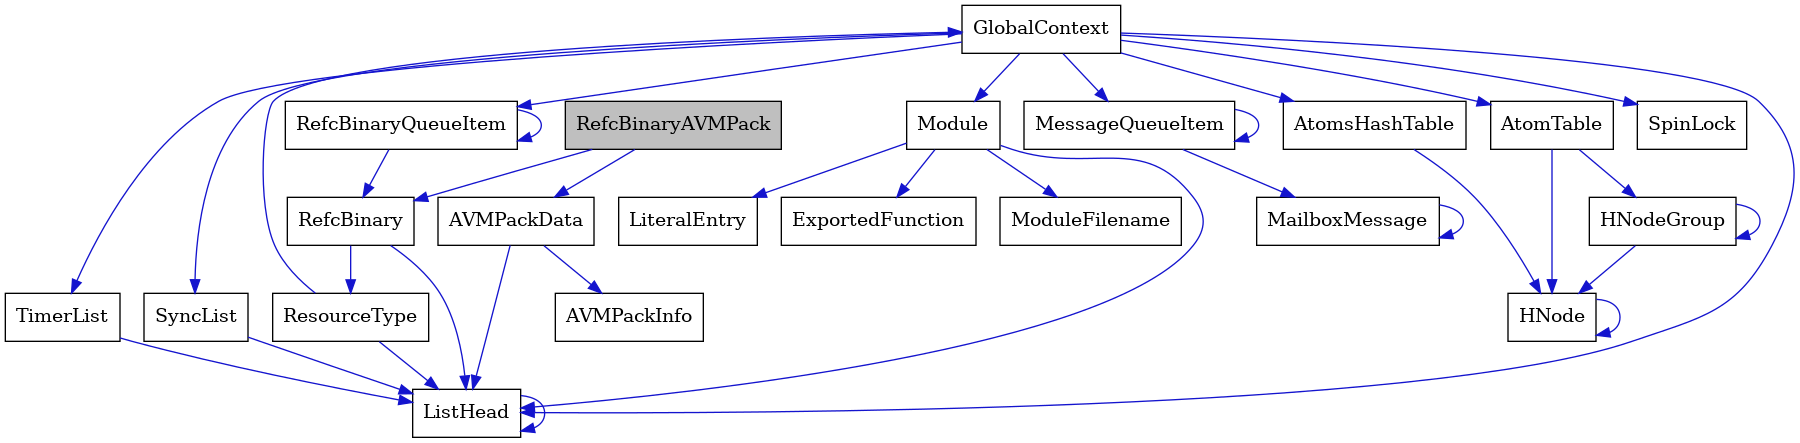 GlobalContext
RefcBinaryQueueItem
RefcBinaryAVMPack
Module
MessageQueueItem
AtomsHashTable
AtomTable
SpinLock
RefcBinary
AVMPackData
LiteralEntry
ExportedFunction
ModuleFilename
MailboxMessage
HNodeGroup
TimerList
SyncList
ResourceType
AVMPackInfo
HNode
ListHead